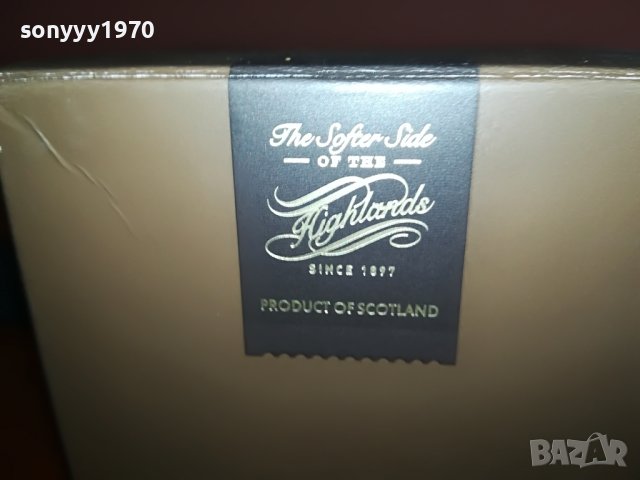 sonyyy1970
The Softer Side
OF THE
Highlands
SINCE 1897
PRODUCT OF SCOTLAND
BAZAR